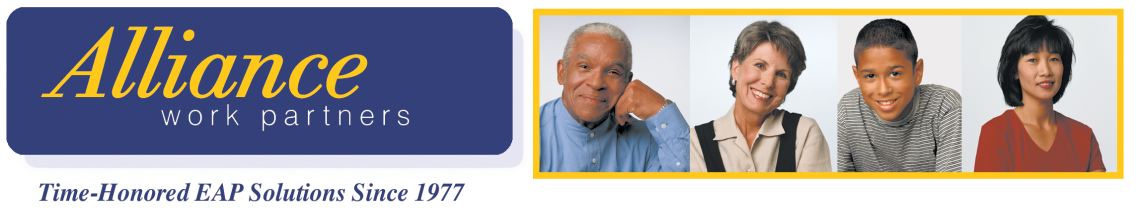 Alliance
work partners
Time-Honored EAP Solutions Since 1977